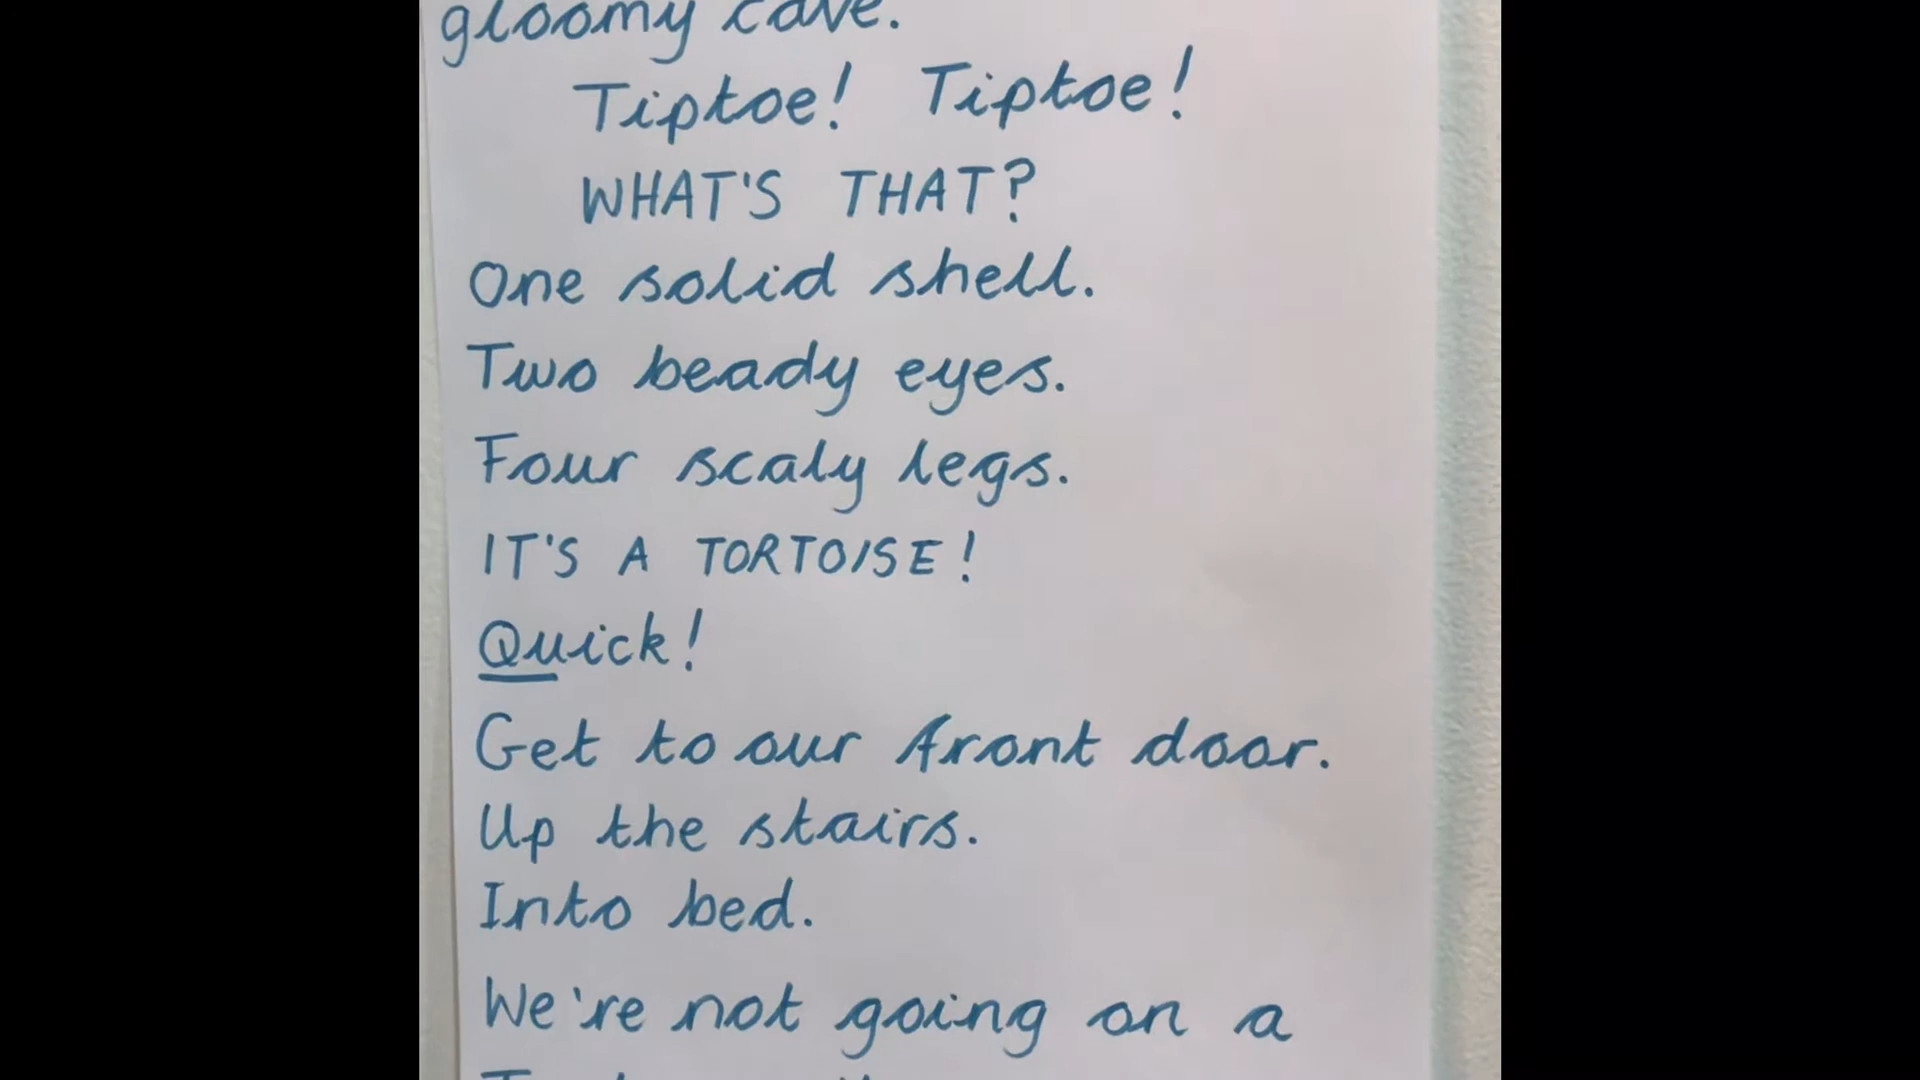 gloomy cave.
Tiptoe! Tiptoe!
WHAT'S THAT?
One solid shell.
Two beady eyes.
Four scaly legs.
IT'S A TORTOISE!
Quick!
Get to our front door.
Up the stairs.
Into bed.
We're not going on a